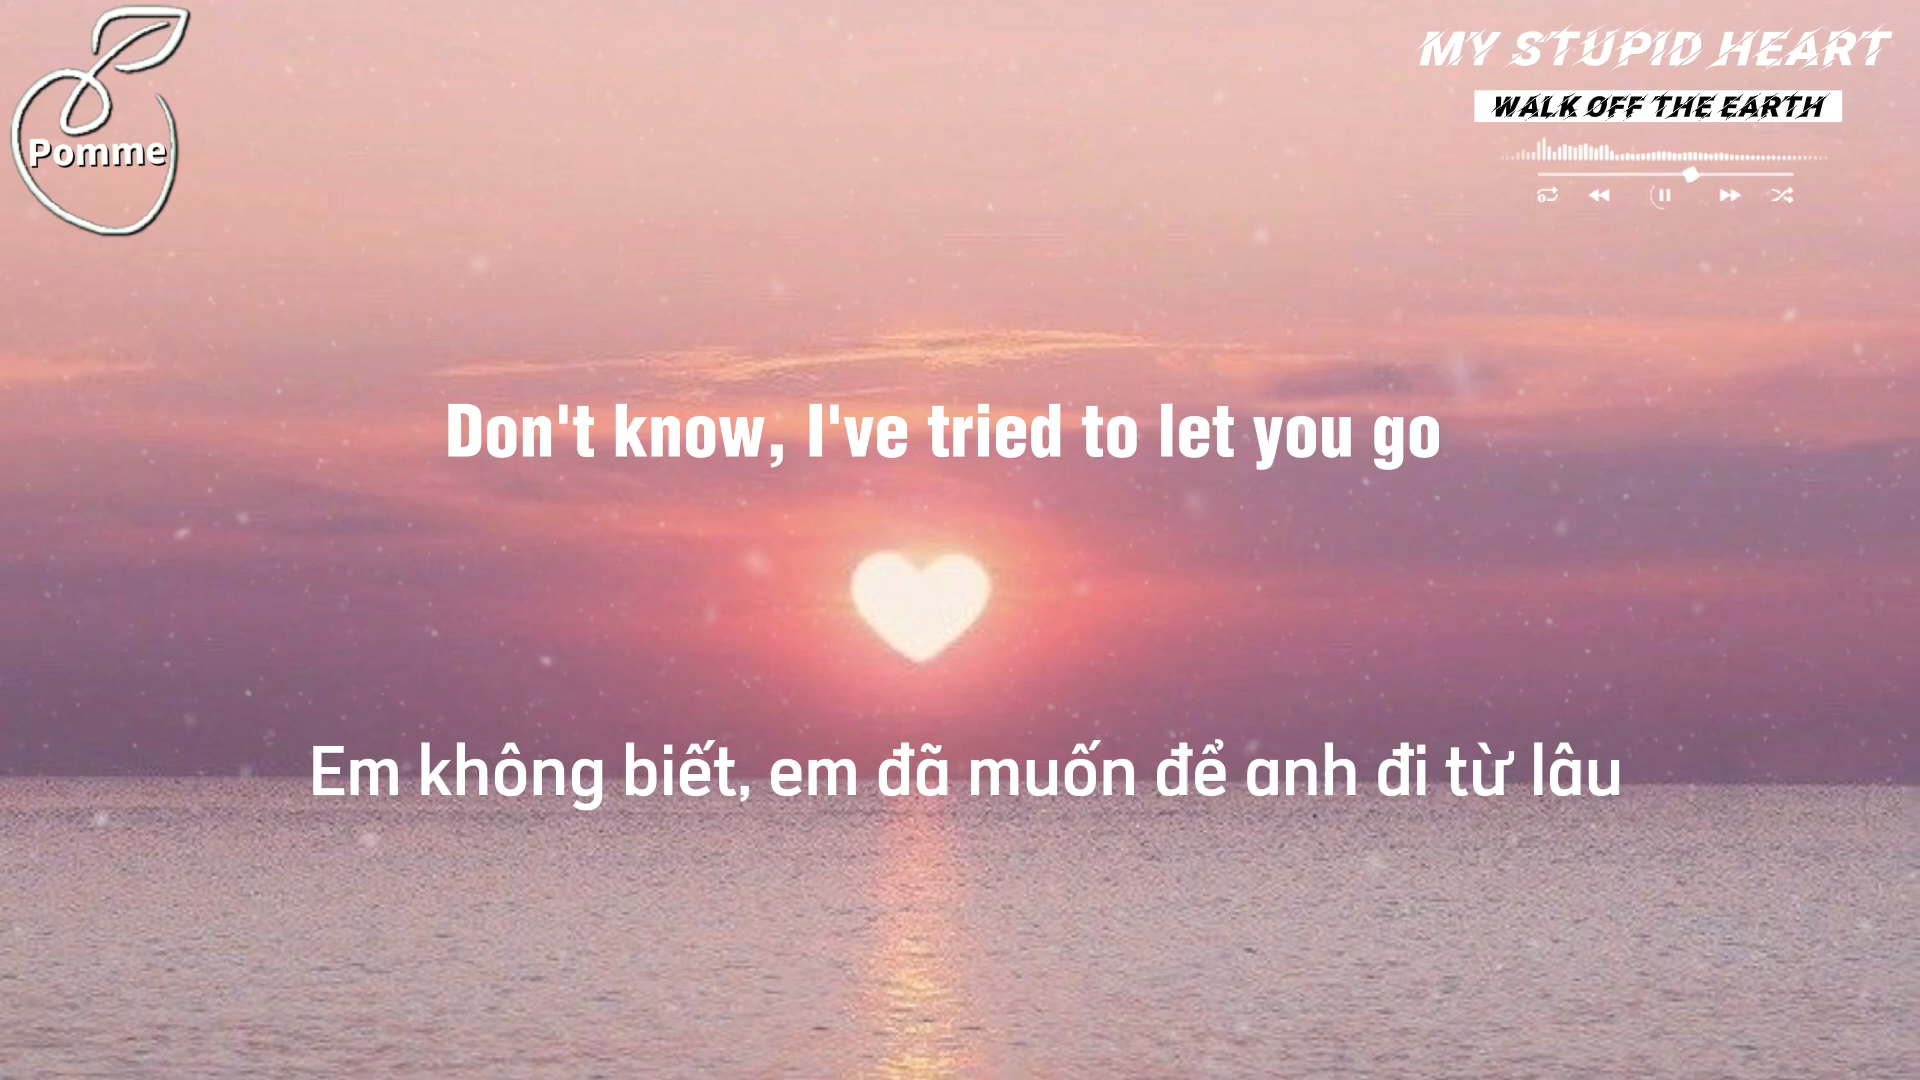 Pomme
MY STUPID HEART
WALK OFF THE EARTH
Don't know, I've tried to let you go
Em không biết, em đã muốn để anh đi từ lâu